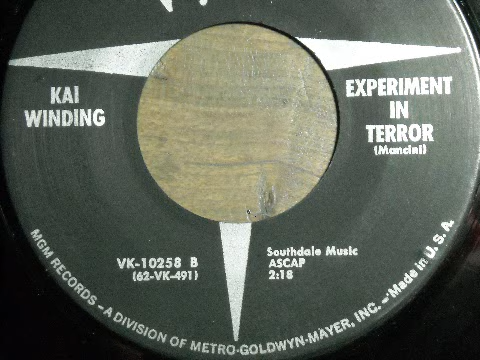 KAI
WINDING
EXPERIMENT
IN
TERROR
(Mancini)
VK-10258 B
(62-VK-491)
Southdale Music
ASCAP
2:18
MGM RECORDS - A DIVISION OF METRO-GOLDWYN-MAYER, INC. - Made in U.S.A.